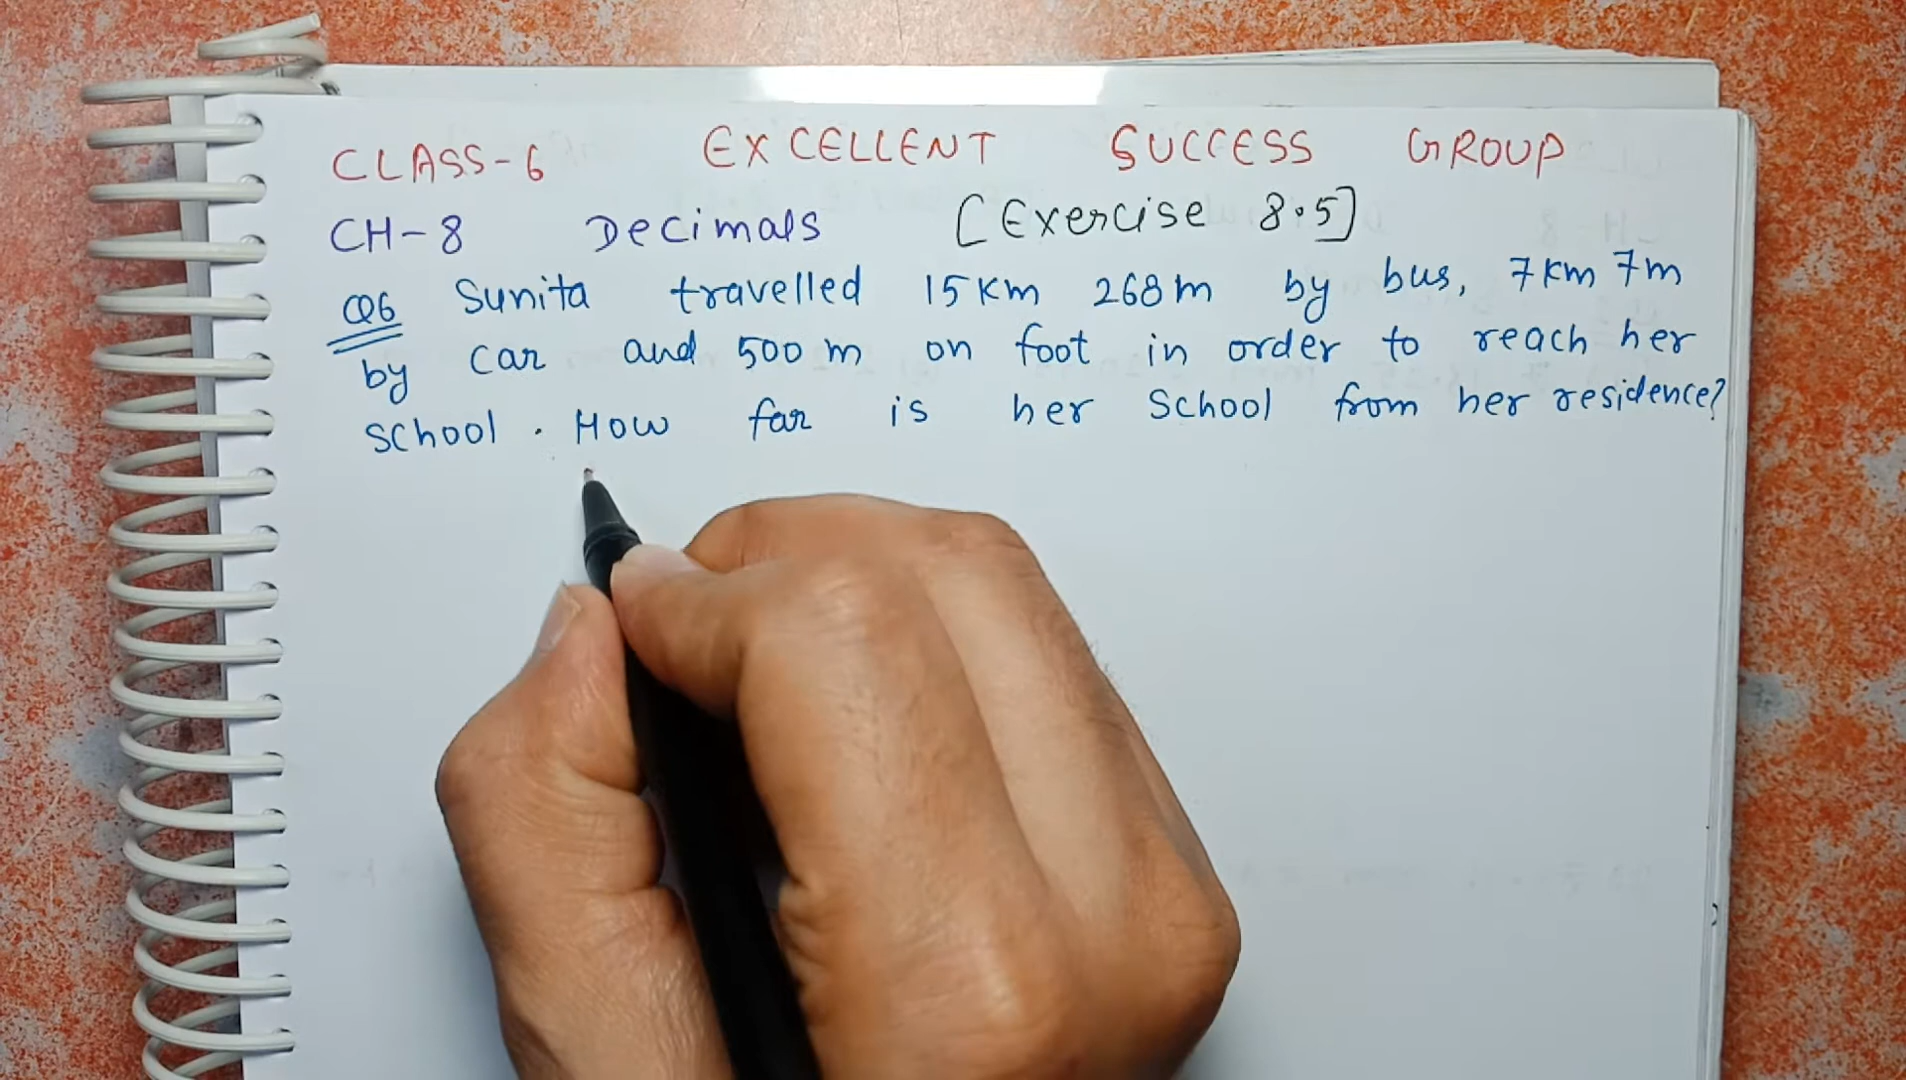 CLASS-6 EXCELLENT SUCCESS GROUP
CH-8 Decimals [Exercise 8.5]
Q6 Sunita travelled 15km 268m by bus, 7km 7m
by car and 500m on foot in order to reach her
school. How far is her school from her residence?